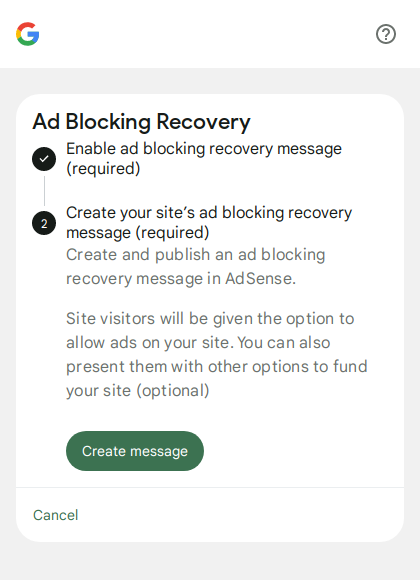 Ad Blocking Recovery
Enable ad blocking recovery message
(required)
2
Create your site’s ad blocking recovery
message (required)
Create and publish an ad blocking
recovery message in AdSense.
Site visitors will be given the option to
allow ads on your site. You can also
present them with other options to fund
your site (optional)
Create message
Cancel